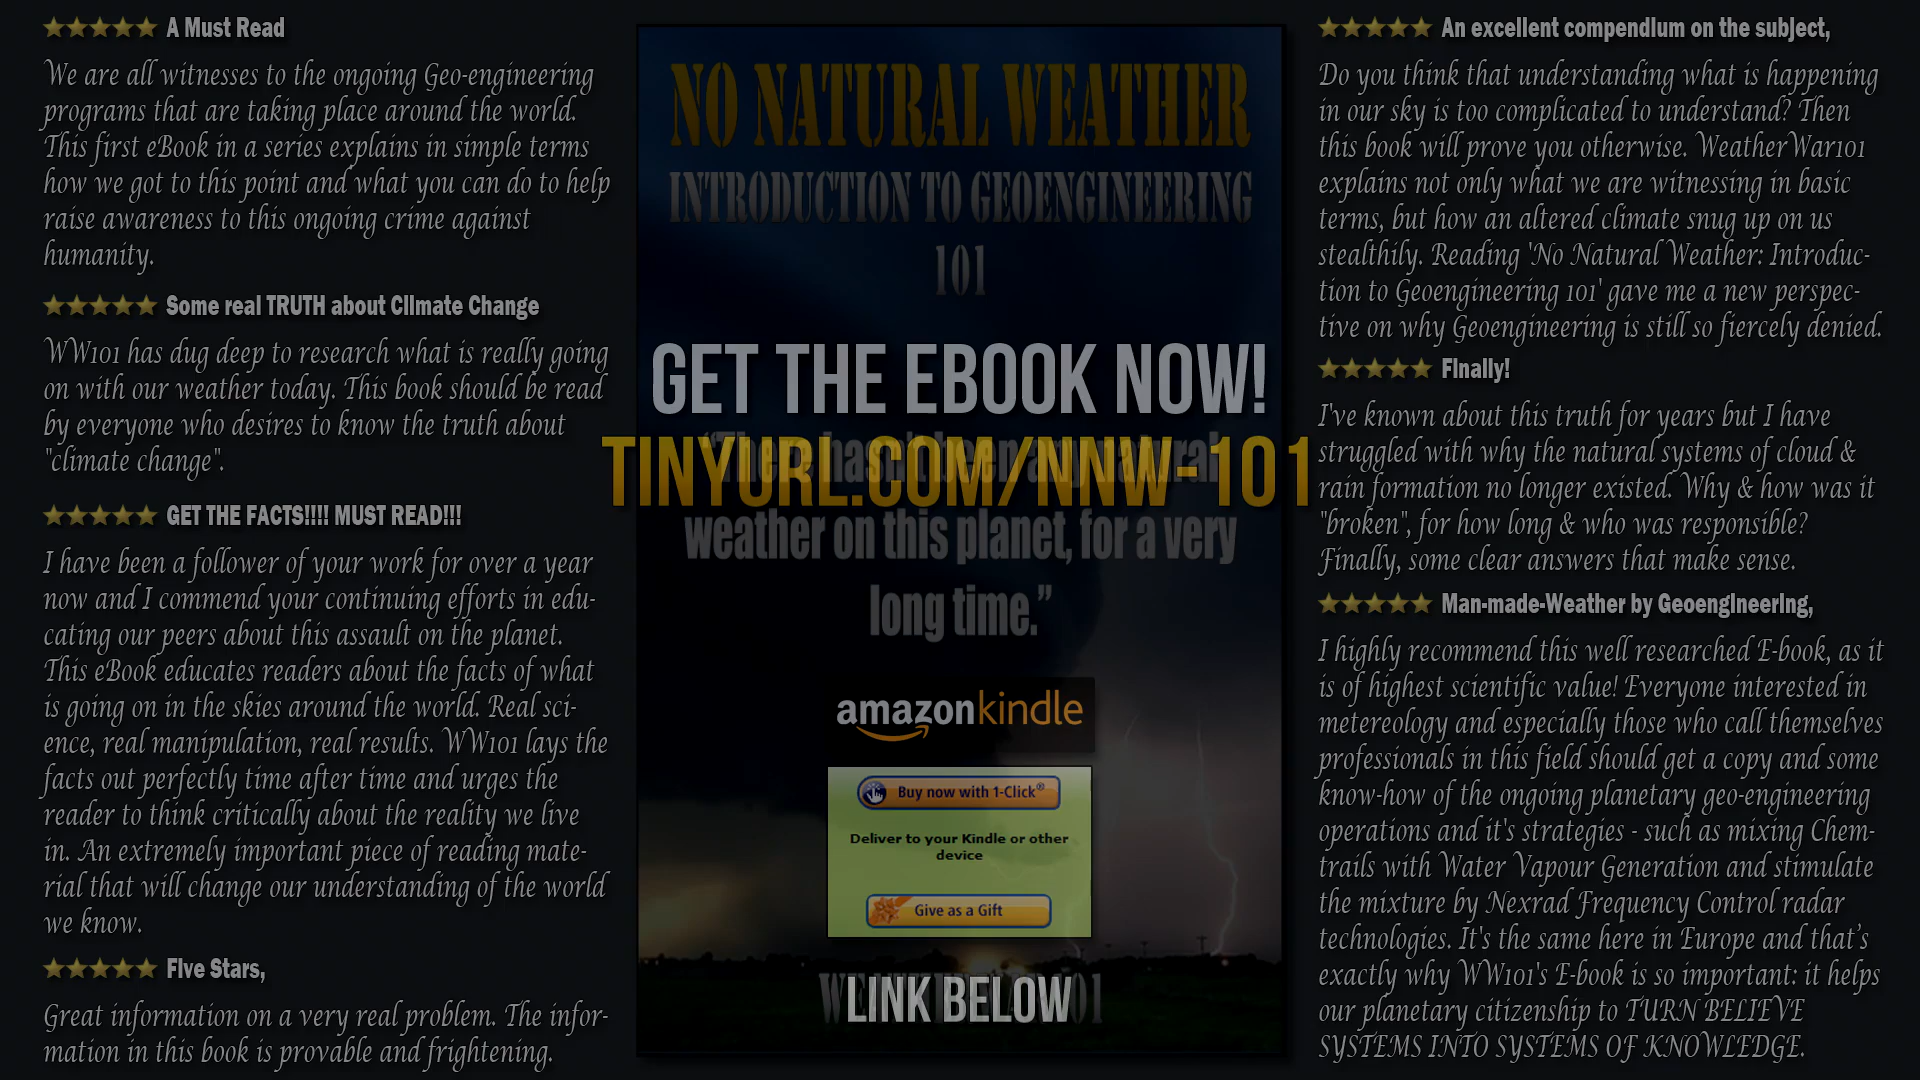 A Must Read
We are all witnesses to the ongoing Geo-engineering
programs that are taking place around the world.
This first eBook in a series explains in simple terms
how we got to this point and what you can do to help
raise awareness to this ongoing crime against
humanity.
Some real TRUTH about Climate Change
WW101 has dug deep to research what is really going
on with our weather today. This book should be read
by everyone who desires to know the truth about
"climate change".
GET THE FACTS!!!! MUST READ!!!
I have been a follower of your work for over a year
now and I commend your continuing efforts in edu-
cating our peers about this assault on the planet.
This eBook educates readers about the facts of what
is going on in the skies around the world. Real sci-
ence, real manipulation, real results. WW101 lays the
facts out perfectly time after time and urges the
reader to think critically about the reality we live
in. An extremely important piece of reading mate-
rial that will change our understanding of the world
we know.
Five Stars,
Great information on a very real problem. The infor-
mation in this book is provable and frightening.
NO NATURAL WEATHER
INTRODUCTION TO GEOENGINEERING
101
GET THE EBOOK NOW!
"There hasn't been any natural
TINYURL.COM/NNW-101
weather on this planet, for a very
long time."
amazonkindle
Buy now with 1-Click®
Deliver to your Kindle or other
device
Give as a Gift
LINK BELOW
An excellent compendium on the subject,
Do you think that understanding what is happening
in our sky is too complicated to understand? Then
this book will prove you otherwise. WeatherWar101
explains not only what we are witnessing in basic
terms, but how an altered climate snug up on us
stealthily. Reading 'No Natural Weather: Introduc-
tion to Geoengineering 101' gave me a new perspec-
tive on why Geoengineering is still so fiercely denied.
Finally!
I've known about this truth for years but I have
struggled with why the natural systems of cloud &
rain formation no longer existed. Why & how was it
"broken", for how long & who was responsible?
Finally, some clear answers that make sense.
Man-made-Weather by Geoengineering,
I highly recommend this well researched E-book, as it
is of highest scientific value! Everyone interested in
metereology and especially those who call themselves
professionals in this field should get a copy and some
know-how of the ongoing planetary geo-engineering
operations and it's strategies - such as mixing Chem-
trails with Water Vapour Generation and stimulate
the mixture by Nexrad Frequency Control radar
technologies. It's the same here in Europe and that's
exactly why WW101's E-book is so important: it helps
our planetary citizenship to TURN BELIEVE
SYSTEMS INTO SYSTEMS OF KNOWLEDGE.